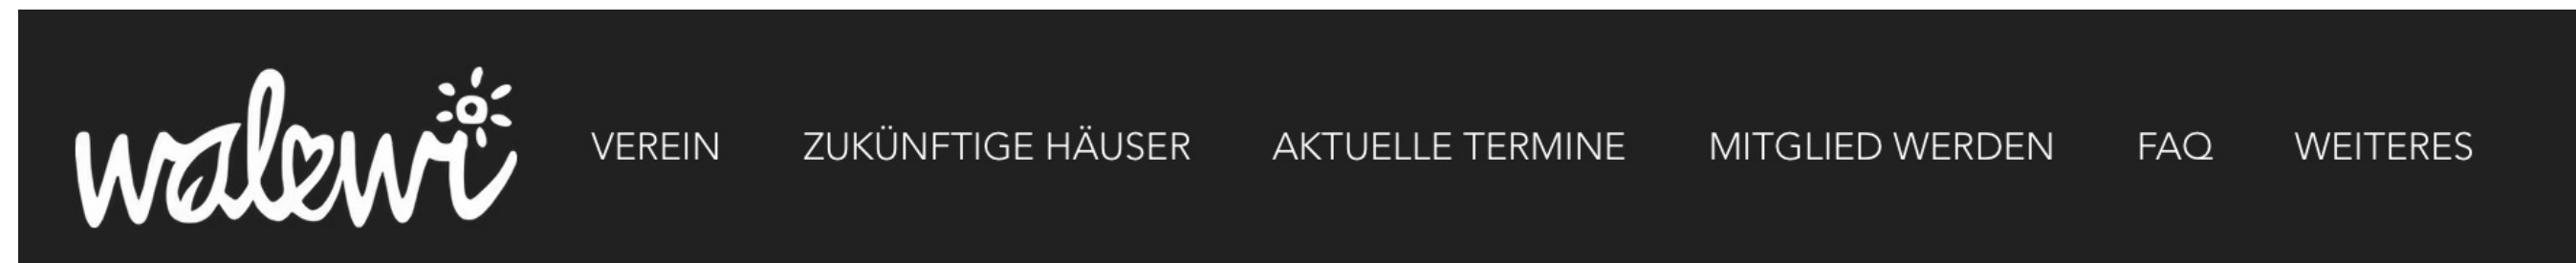 walewi VEREIN ZUKÜNFTIGE HÄUSER AKTUELLE TERMINE MITGLIED WERDEN FAQ WEITERES